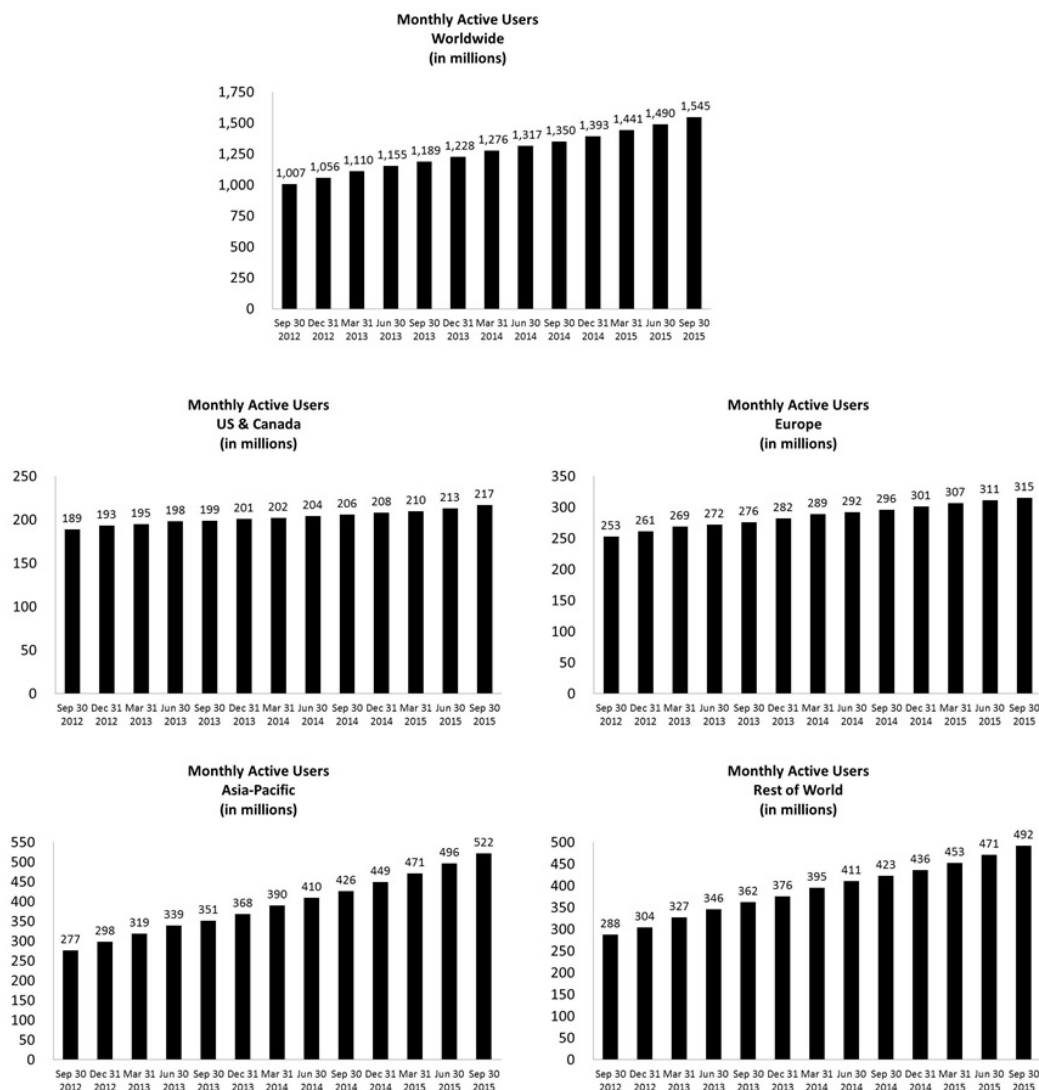 Monthly Active Users
Worldwide
(in millions)
1,750
1,500
1,250
1,000
750
500
250
0
1,007 1,056 1,110 1,155 1,189 1,228 1,276 1,317 1,350 1,393 1,441 1,490 1,545
Sep 30 Dec 31 Mar 31 Jun 30 Sep 30 Dec 31 Mar 31 Jun 30 Sep 30 Dec 31 Mar 31 Jun 30 Sep 30
2012 2012 2013 2013 2013 2013 2014 2014 2014 2014 2015 2015 2015
Monthly Active Users
US & Canada
(in millions)
250
200
150
100
50
0
189 193 195 198 199 201 202 204 206 208 210 213 217
Sep 30 Dec 31 Mar 31 Jun 30 Sep 30 Dec 31 Mar 31 Jun 30 Sep 30 Dec 31 Mar 31 Jun 30 Sep 30
2012 2012 2013 2013 2013 2013 2014 2014 2014 2014 2015 2015 2015
Monthly Active Users
Europe
(in millions)
350
300
250
200
150
100
50
0
253 261 269 272 276 282 289 292 296 301 307 311 315
Sep 30 Dec 31 Mar 31 Jun 30 Sep 30 Dec 31 Mar 31 Jun 30 Sep 30 Dec 31 Mar 31 Jun 30 Sep 30
2012 2012 2013 2013 2013 2013 2014 2014 2014 2014 2015 2015 2015
Monthly Active Users
Asia-Pacific
(in millions)
550
500
450
400
350
300
250
200
150
100
50
0
277 298 319 339 351 368 390 410 426 449 471 496 522
Sep 30 Dec 31 Mar 31 Jun 30 Sep 30 Dec 31 Mar 31 Jun 30 Sep 30 Dec 31 Mar 31 Jun 30 Sep 30
2012 2012 2013 2013 2013 2013 2014 2014 2014 2014 2015 2015 2015
Monthly Active Users
Rest of World
(in millions)
500
450
400
350
300
250
200
150
100
50
0
288 304 327 346 362 376 395 411 423 436 453 471 492
Sep 30 Dec 31 Mar 31 Jun 30 Sep 30 Dec 31 Mar 31 Jun 30 Sep 30 Dec 31 Mar 31 Jun 30 Sep 30
2012 2012 2013 2013 2013 2013 2014 2014 2014 2014 2015 2015 2015